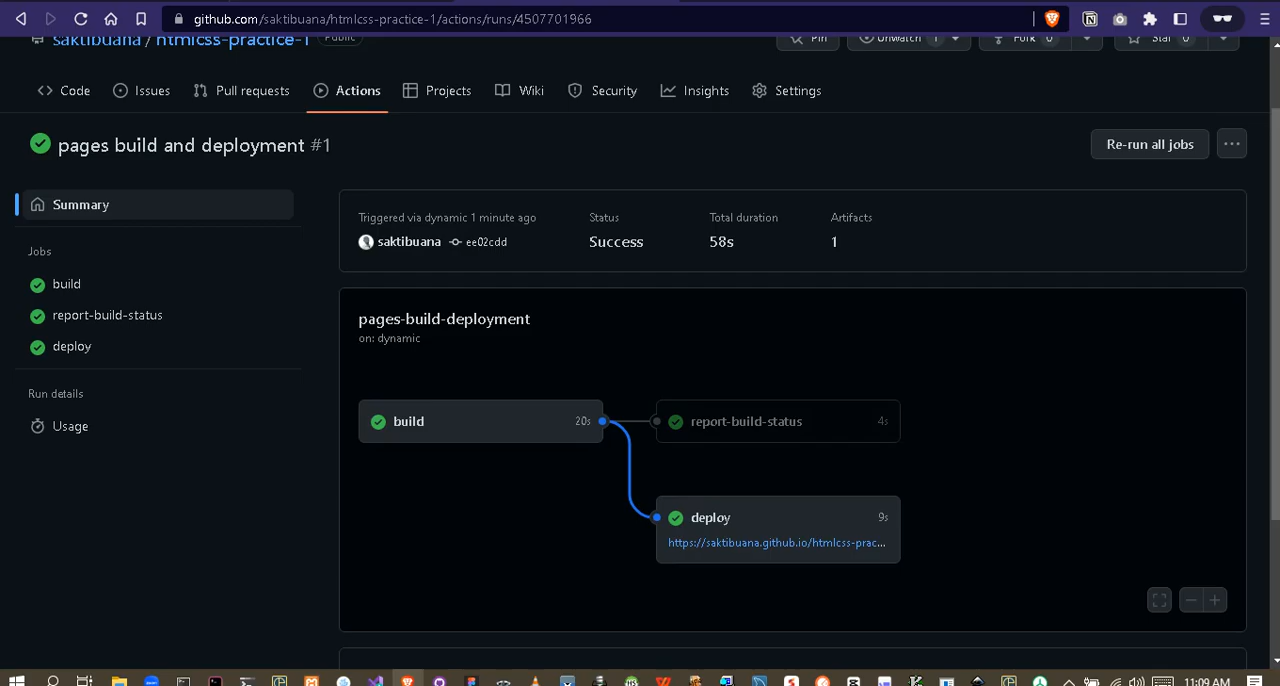 github.com/saktibuana/htmlcss-practice-1/actions/runs/4507701966
saktibuana / htmlcss-practice-1 Public
Pin Unwatch 1 Fork 0 Star 0
Code Issues Pull requests Actions Projects Wiki Security Insights Settings
pages build and deployment #1
Re-run all jobs
Summary
Triggered via dynamic 1 minute ago Status Total duration Artifacts
saktibuana ee02cdd Success 58s 1
Jobs
build
report-build-status
deploy
Run details
Usage
pages-build-deployment
on: dynamic
build 20s
report-build-status 4s
deploy 9s
https://saktibuana.github.io/htmlcss-prac...
11:09 AM